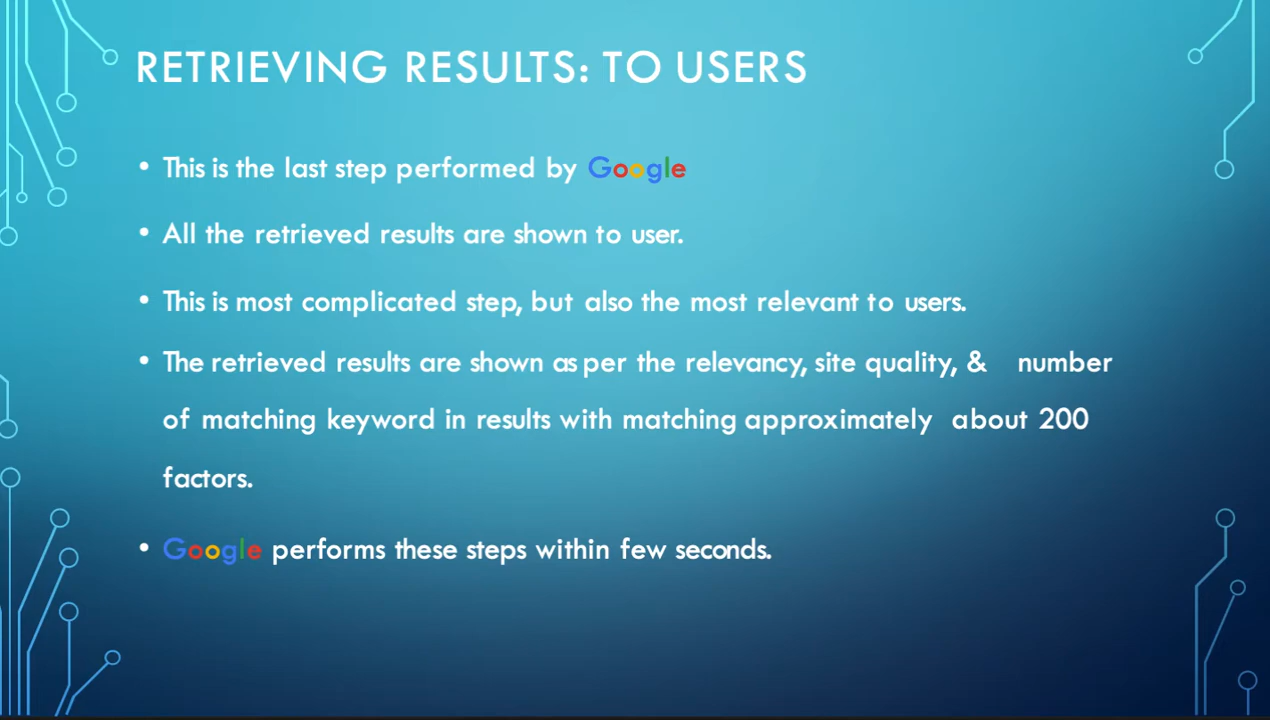 RETRIEVING RESULTS: TO USERS
• This is the last step performed by Google
• All the retrieved results are shown to user.
• This is most complicated step, but also the most relevant to users.
• The retrieved results are shown as per the relevancy, site quality, & number
of matching keyword in results with matching approximately about 200
factors.
• Google performs these steps within few seconds.